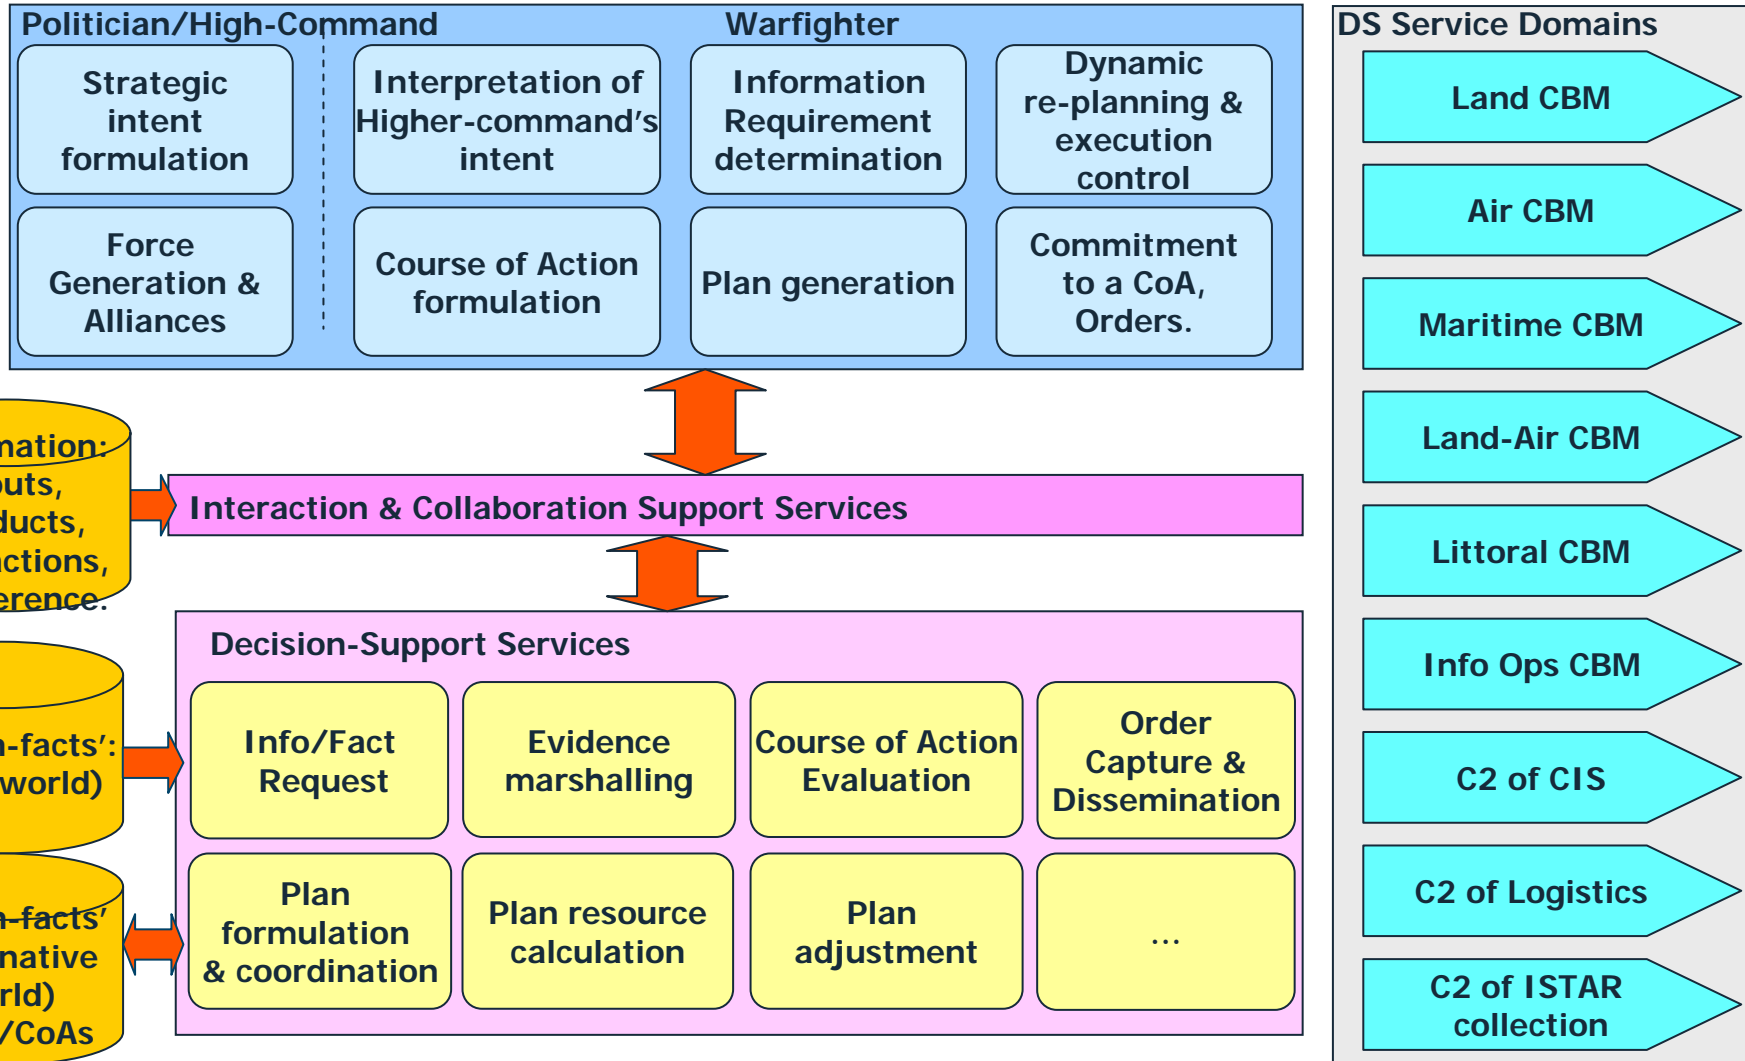 Politician/High-Command
Warfighter
Strategic
intent
formulation
Interpretation of
Higher-command's
intent
Information
Requirement
determination
Dynamic
re-planning &
execution
control
Force
Generation &
Alliances
Course of Action
formulation
Plan generation
Commitment
to a CoA,
Orders.
Interaction & Collaboration Support Services
Decision-Support Services
Info/Fact
Request
Evidence
marshalling
Course of Action
Evaluation
Order
Capture &
Dissemination
Plan
formulation
& coordination
Plan resource
calculation
Plan
adjustment
...
world)
/CoAs
DS Service Domains
Land CBM
Air CBM
Maritime CBM
Land-Air CBM
Littoral CBM
Info Ops CBM
C2 of CIS
C2 of Logistics
C2 of ISTAR
collection